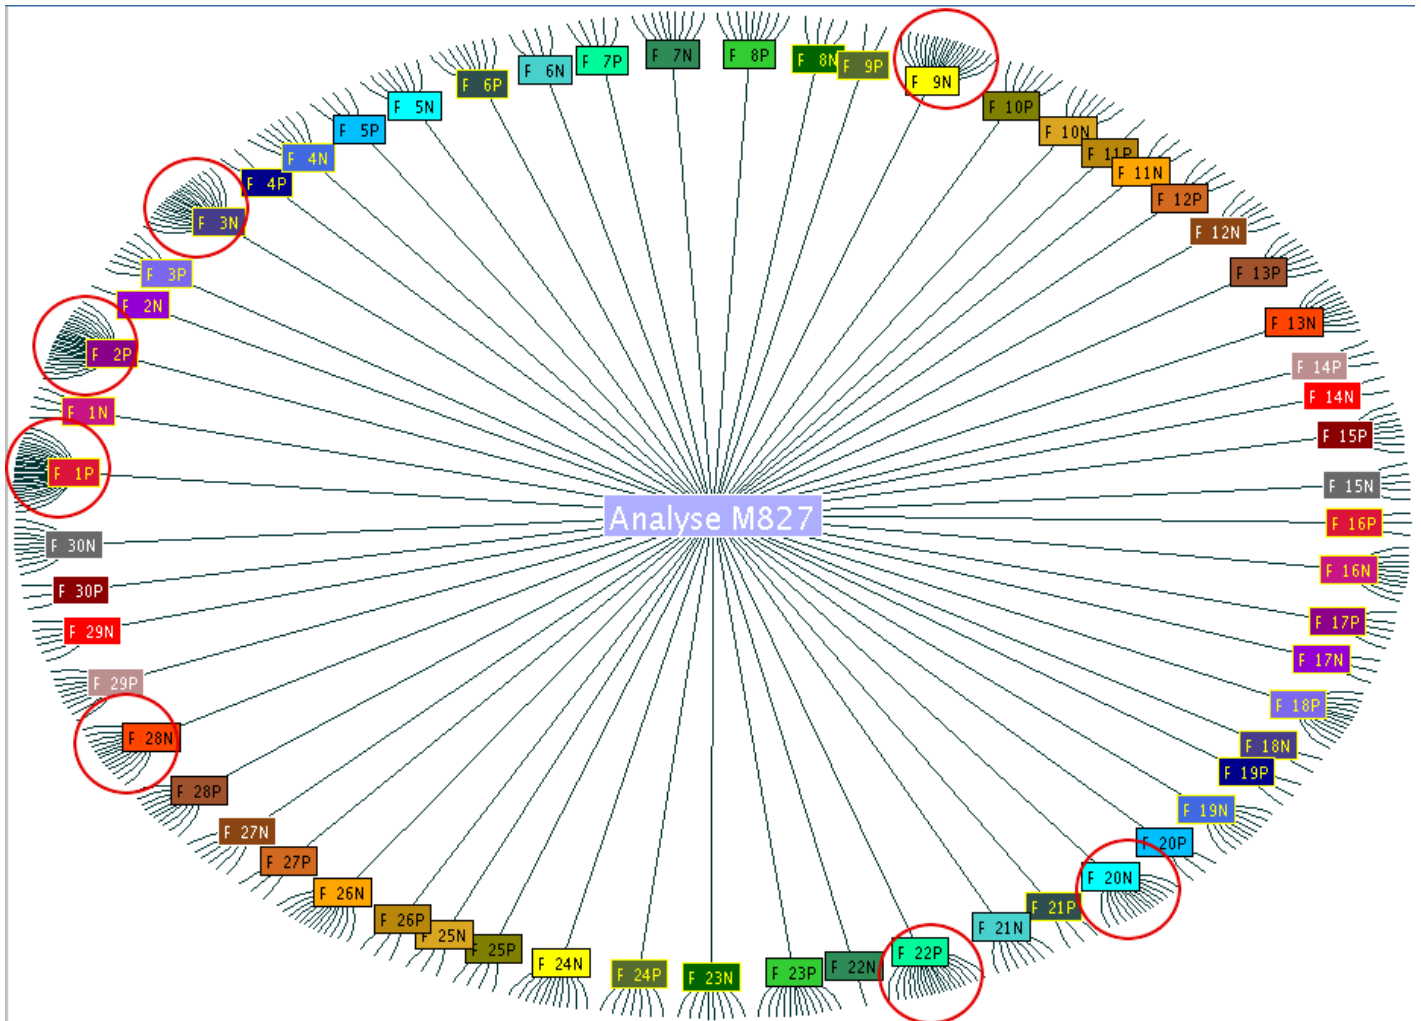 F 7N
F 8P
F 8N
F 9P
F 9N
F 10P
F 10N
F 11P
F 11N
F 12P
F 12N
F 13P
F 13N
F 14P
F 14N
F 15P
F 15N
F 16P
F 16N
F 17P
F 17N
F 18P
F 18N
F 19P
F 19N
F 20P
F 20N
F 21P
F 21N
F 22P
F 22N
F 23P
F 23N
F 24P
F 24N
F 25P
F 25N
F 26P
F 26N
F 27P
F 27N
F 28P
F 28N
F 29P
F 29N
F 30P
F 30N
F 1P
F 1N
F 2P
F 2N
F 3P
F 3N
F 4P
F 4N
F 5P
F 5N
F 6P
F 6N
F 7P
Analyse M827